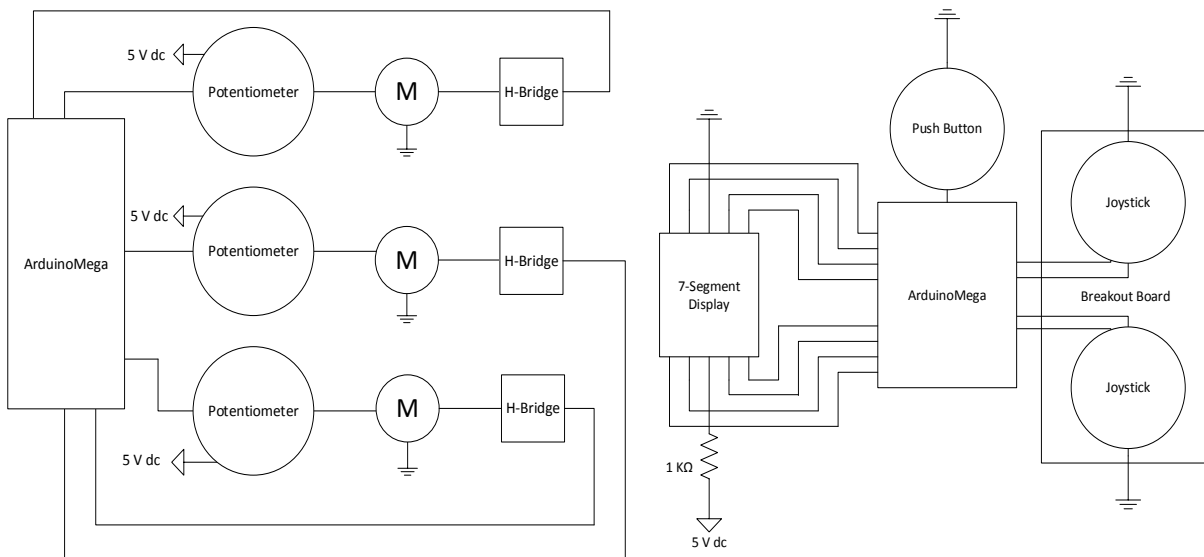 5 V dc
Potentiometer
M
H-Bridge
5 V dc
Potentiometer
M
H-Bridge
ArduinoMega
Potentiometer
M
H-Bridge
5 V dc
Push Button
Joystick
7-Segment
Display
ArduinoMega
Breakout Board
Joystick
1 KΩ
5 V dc